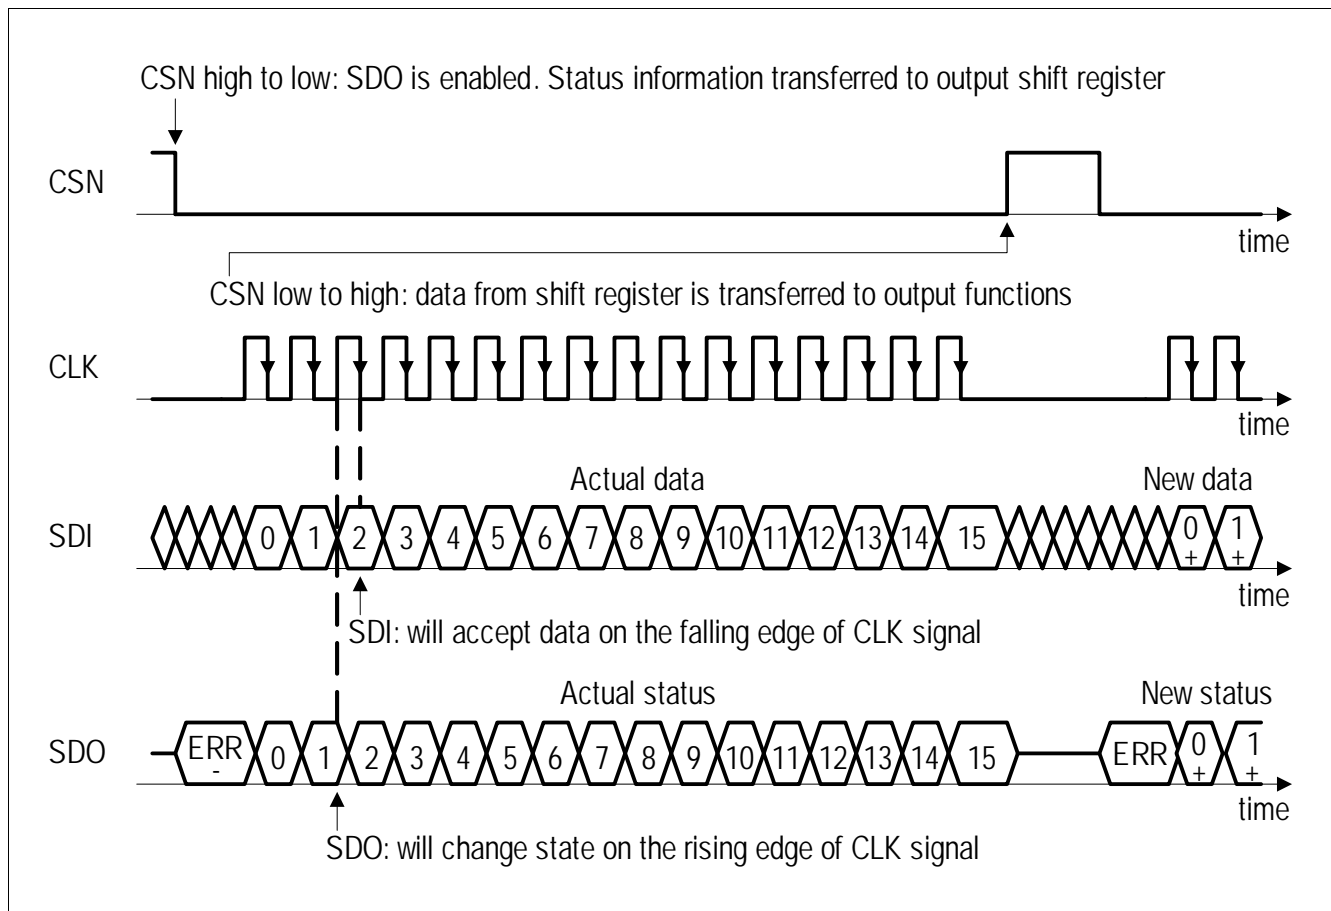 CSN high to low: SDO is enabled. Status information transferred to output shift register
CSN
time
CSN low to high: data from shift register is transferred to output functions
CLK
time
Actual data
New data
SDI
0 1 2 3 4 5 6 7 8 9 10 11 12 13 14 15 0+ 1+
time
SDI: will accept data on the falling edge of CLK signal
Actual status
New status
SDO
ERR- 0 1 2 3 4 5 6 7 8 9 10 11 12 13 14 15 ERR 0+ 1+
time
SDO: will change state on the rising edge of CLK signal